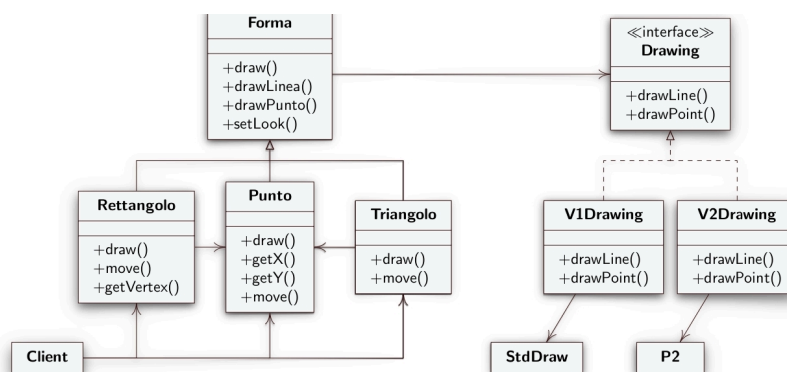 Forma
+draw()
+drawLinea()
+drawPunto()
+setLook()
≪interface≫
Drawing
+drawLine()
+drawPoint()
Rettangolo
+draw()
+move()
+getVertex()
Punto
+draw()
+getX()
+getY()
+move()
Triangolo
+draw()
+move()
V1Drawing
+drawLine()
+drawPoint()
V2Drawing
+drawLine()
+drawPoint()
Client
StdDraw
P2